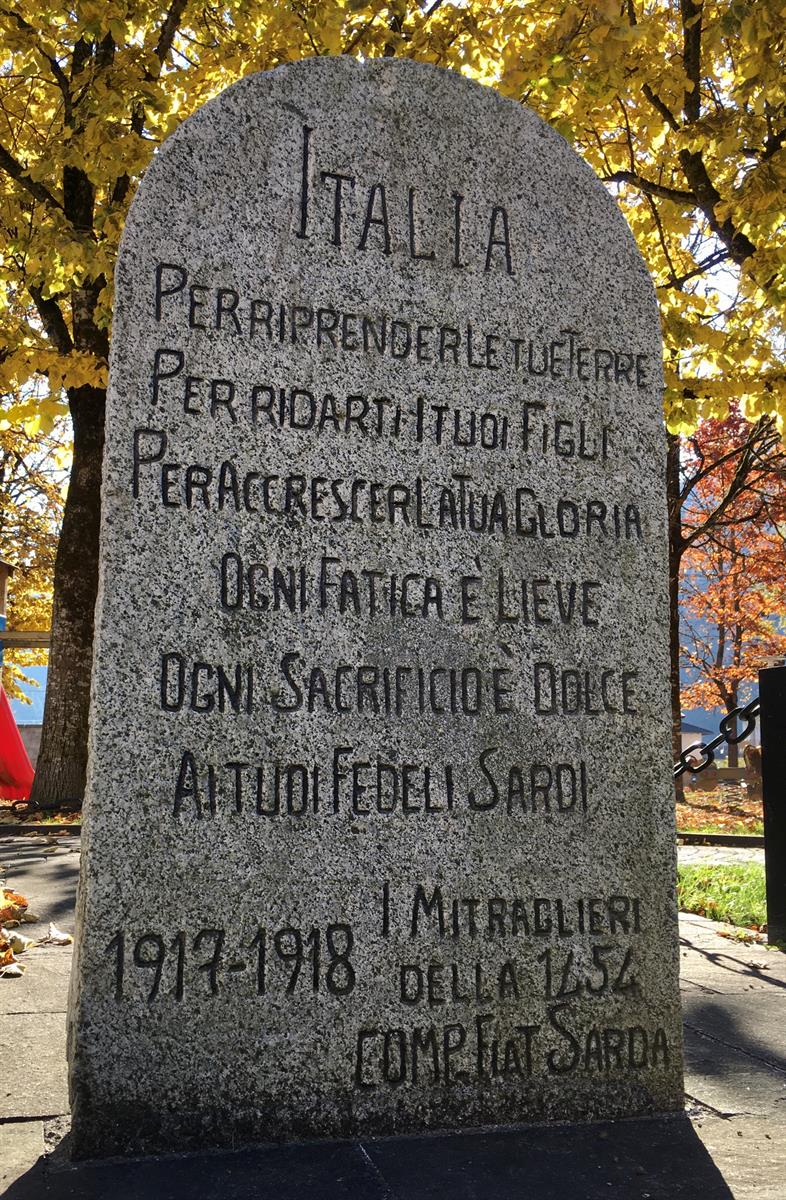 ITALIA
PER RIPRENDER LE TUE TERRE
PER RIDARTI I TUOI FIGLI
PER ACCRESCER LA TUA GLORIA
OGNI FATICA È LIEVE
OGNI SACRIFICIO È DOLCE
AI TUOI FEDELI SARDI
I MITRAGLIERI
1917-1918 DELLA 1454
COMP. FIAT SARDA